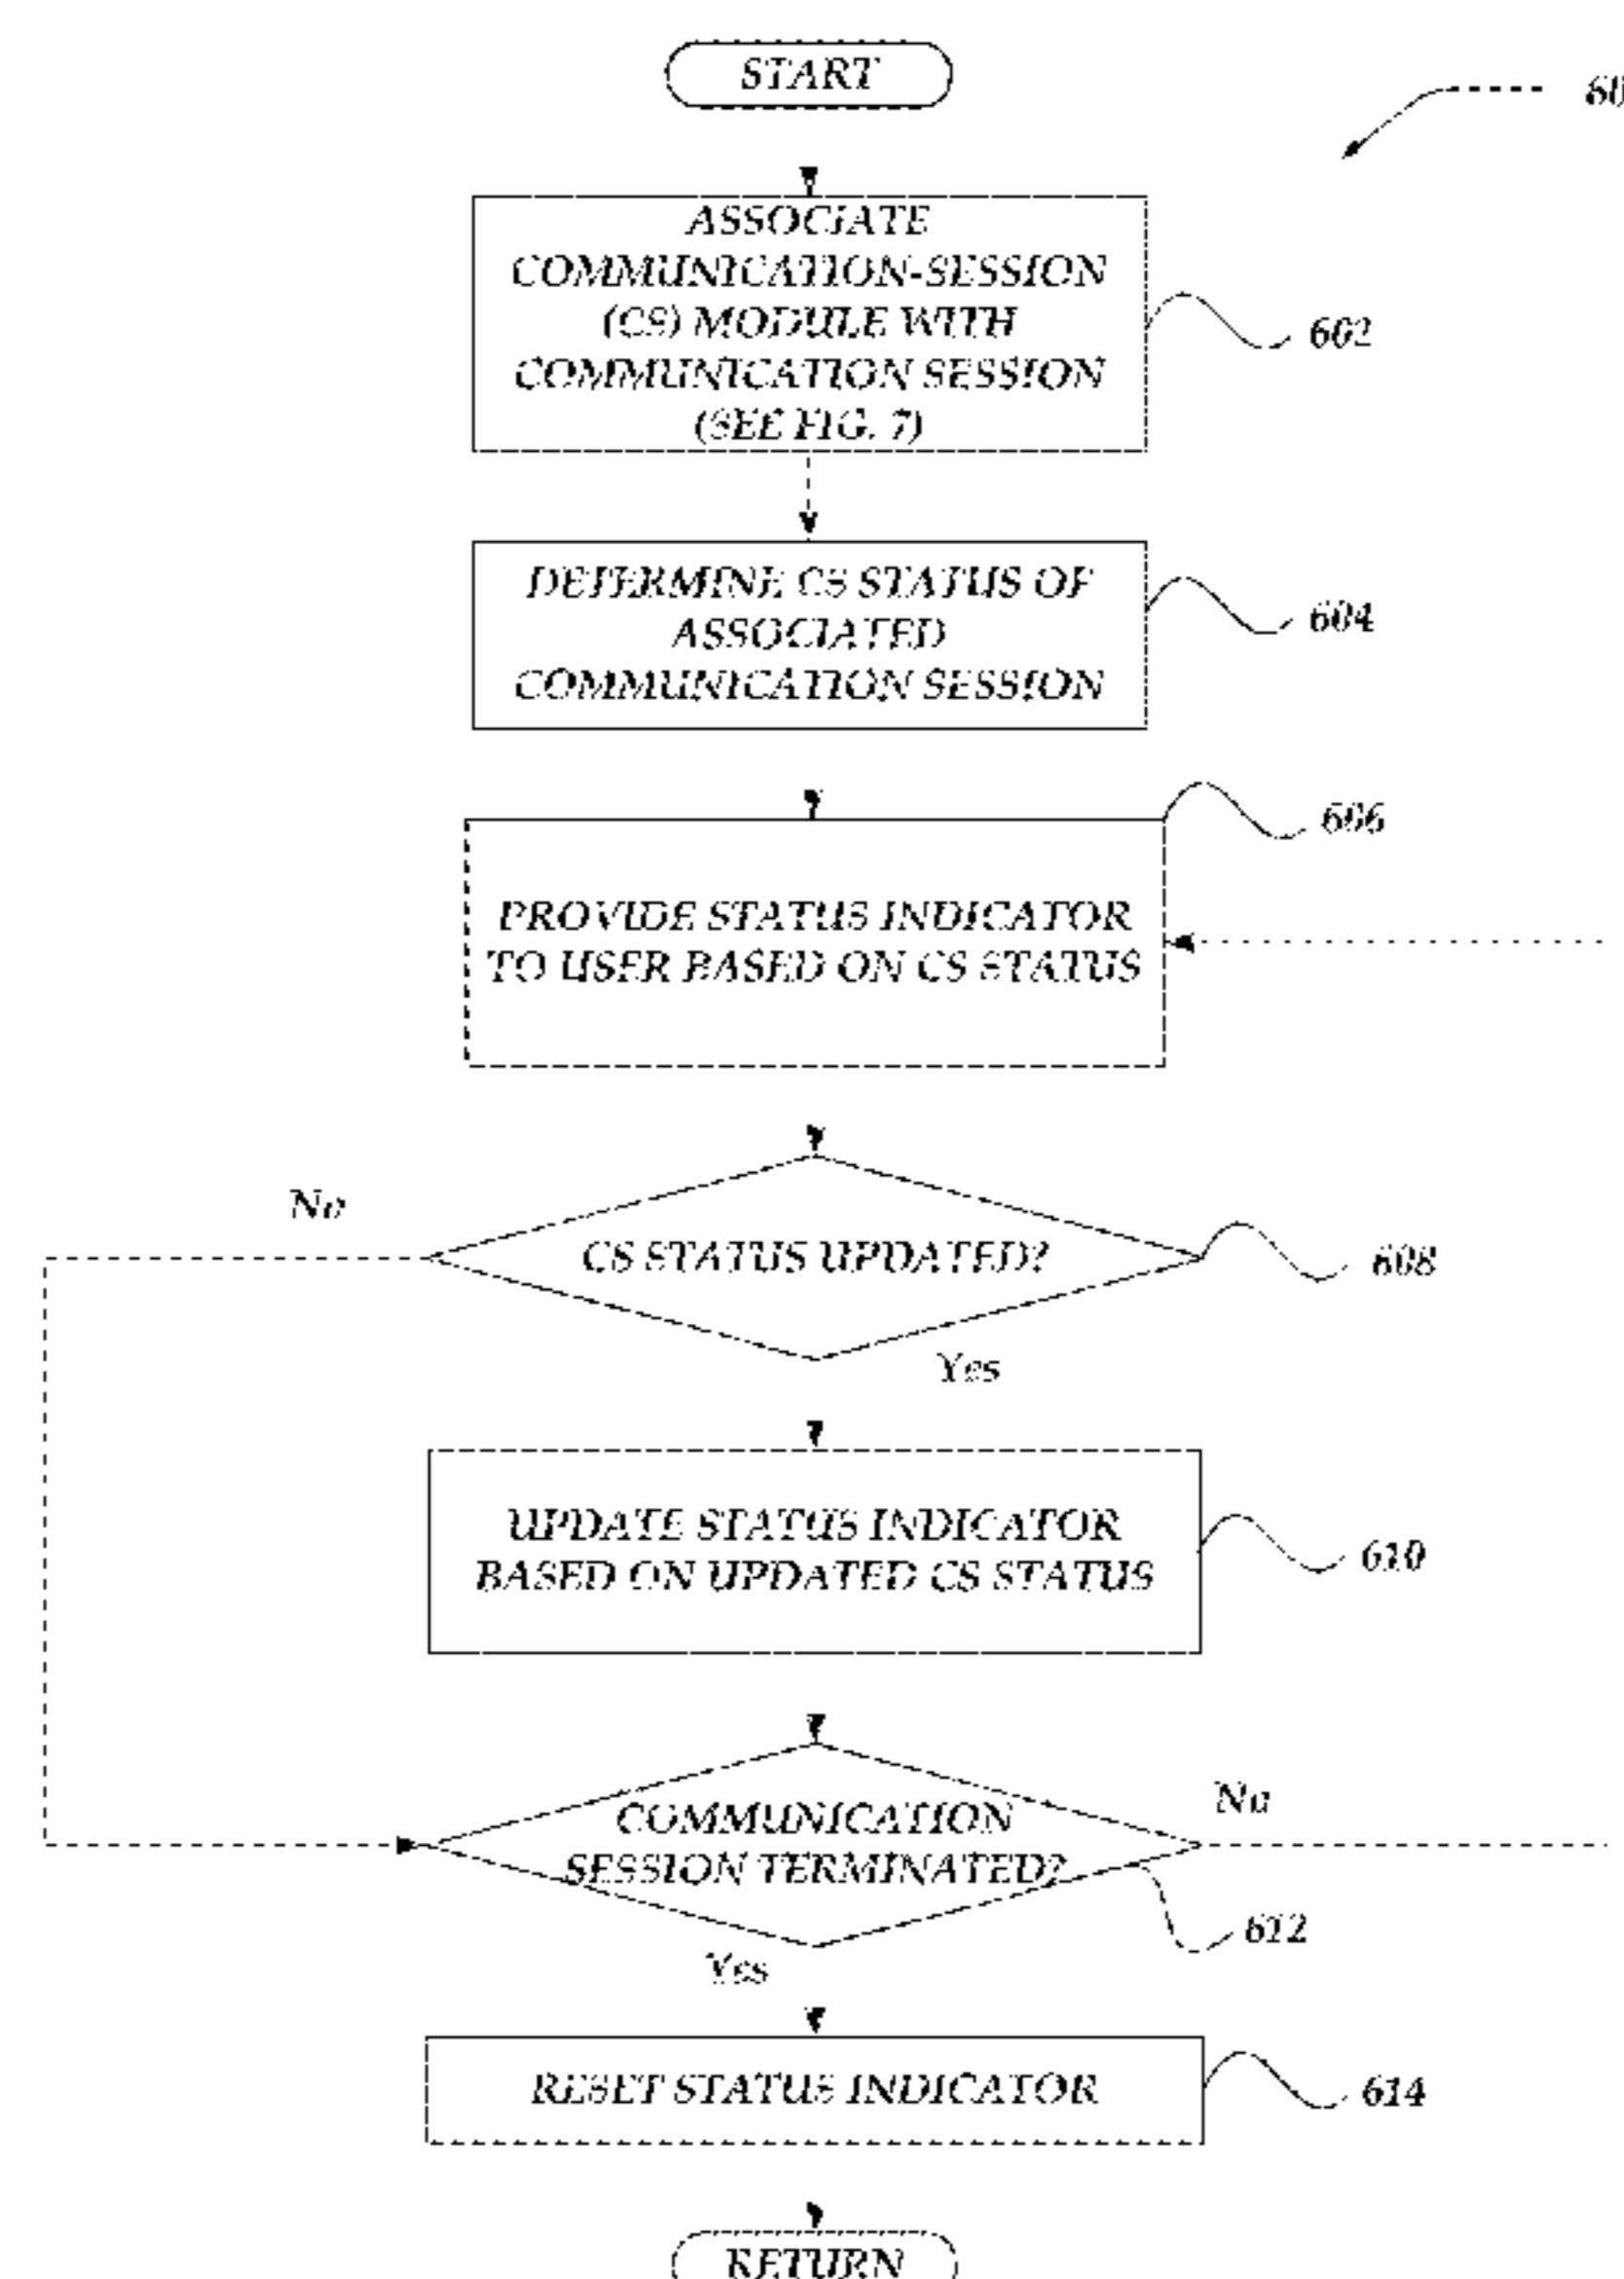 START
60
ASSOCIATE
COMMUNICATION-SESSION
(CS) MODULE WITH
COMMUNICATION SESSION
(SEE FIG. 7)
602
DETERMINE CS STATUS OF
ASSOCIATED
COMMUNICATION SESSION
604
606
PROVIDE STATUS INDICATOR
TO USER BASED ON CS STATUS
No
CS STATUS UPDATED?
608
Yes
UPDATE STATUS INDICATOR
BASED ON UPDATED CS STATUS
610
No
COMMUNICATION
SESSION TERMINATED?
612
Yes
RESET STATUS INDICATOR
614
RETURN